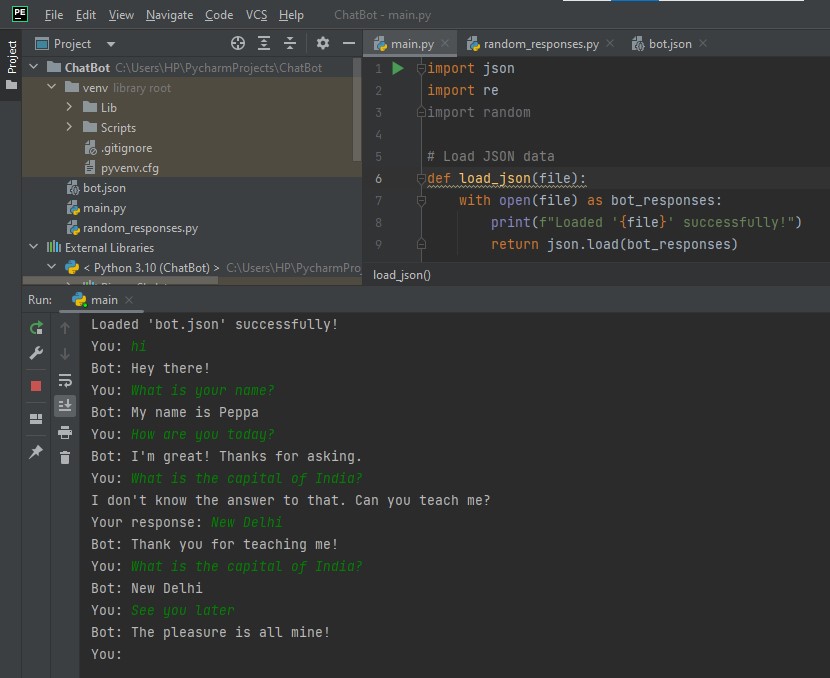 PE File Edit View Navigate Code VCS Help ChatBot - main.py
Project
Project
ChatBot C:\Users\HP\PycharmProjects\ChatBot
venv library root
Lib
Scripts
.gitignore
pyvenv.cfg
bot.json
main.py
random_responses.py
External Libraries
< Python 3.10 (ChatBot) > C:\Users\HP\PycharmProj
main.py random_responses.py bot.json
1 import json
2 import re
3 import random
4
5 # Load JSON data
6 def load_json(file):
7 with open(file) as bot_responses:
8 print(f"Loaded '{file}' successfully!")
9 return json.load(bot_responses)
load_json()
Run: main
Loaded 'bot.json' successfully!
You: hi
Bot: Hey there!
You: What is your name?
Bot: My name is Peppa
You: How are you today?
Bot: I'm great! Thanks for asking.
You: What is the capital of India?
I don't know the answer to that. Can you teach me?
Your response: New Delhi
Bot: Thank you for teaching me!
You: What is the capital of India?
Bot: New Delhi
You: See you later
Bot: The pleasure is all mine!
You: